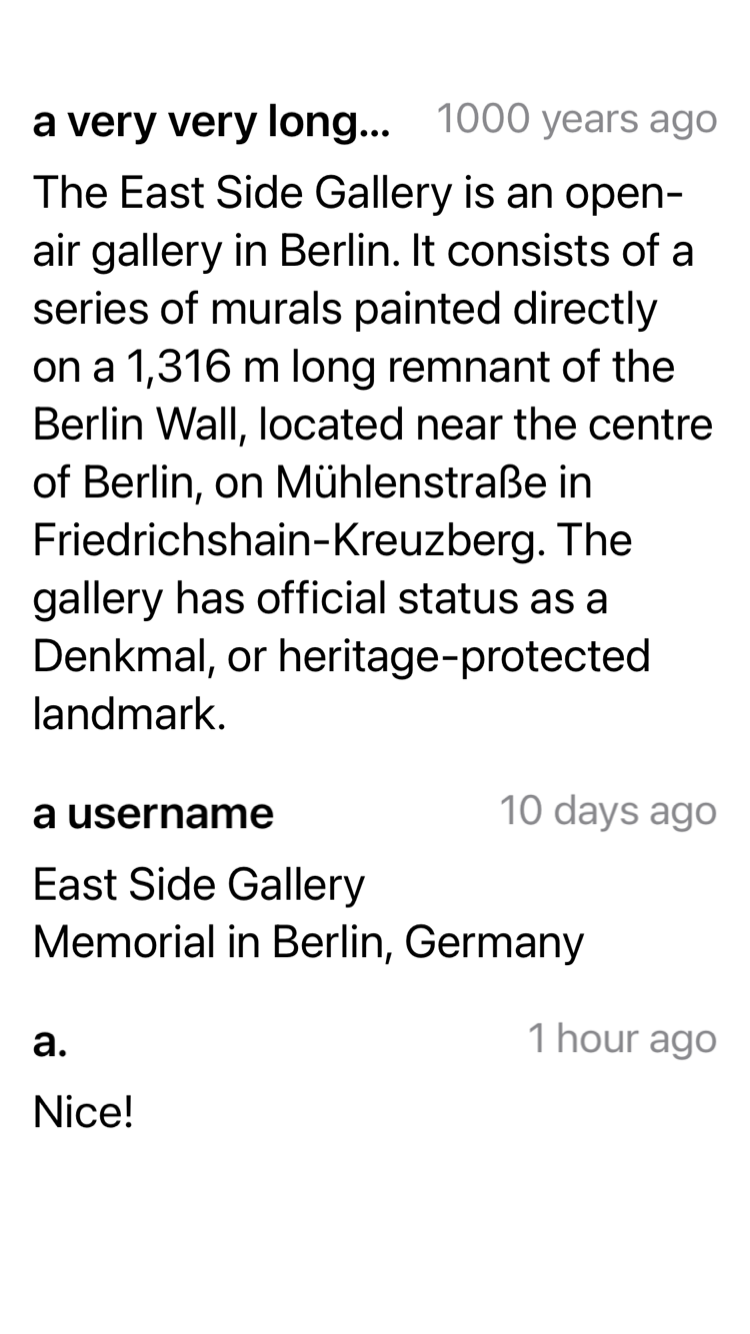 a very very long... 1000 years ago
The East Side Gallery is an open-
air gallery in Berlin. It consists of a
series of murals painted directly
on a 1,316 m long remnant of the
Berlin Wall, located near the centre
of Berlin, on Mühlenstraße in
Friedrichshain-Kreuzberg. The
gallery has official status as a
Denkmal, or heritage-protected
landmark.
a username 10 days ago
East Side Gallery
Memorial in Berlin, Germany
a. 1 hour ago
Nice!